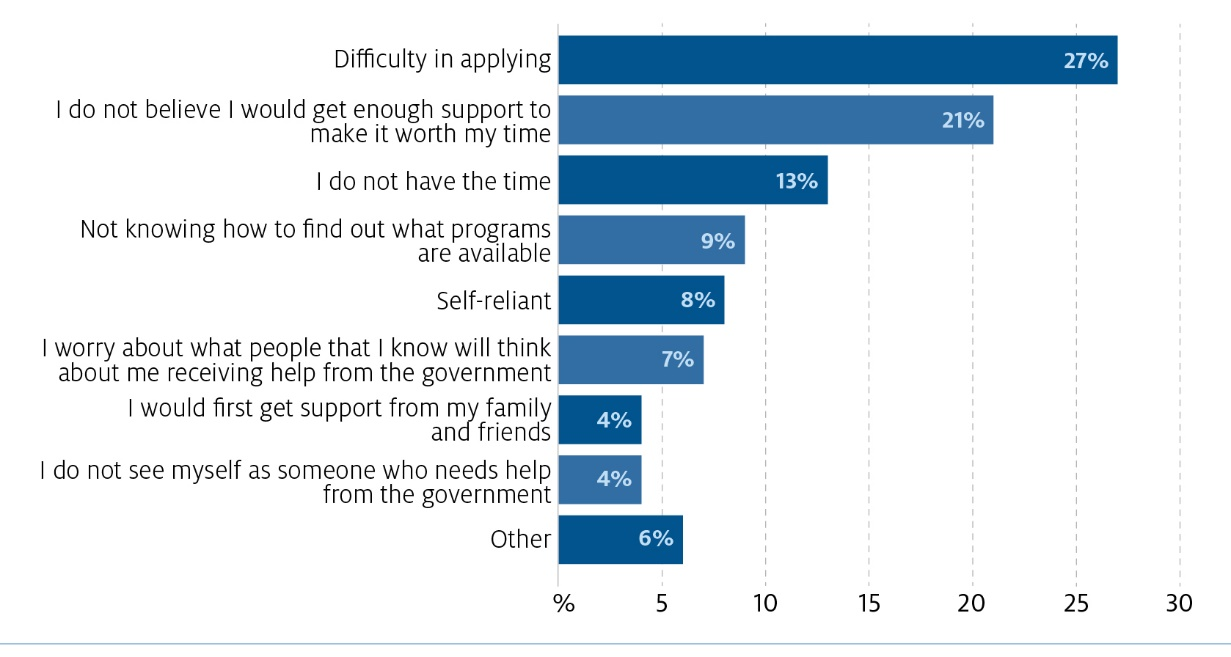 Difficulty in applying
27%
I do not believe I would get enough support to
make it worth my time
21%
I do not have the time
13%
Not knowing how to find out what programs
are available
9%
Self-reliant
8%
I worry about what people that I know will think
about me receiving help from the government
7%
I would first get support from my family
and friends
4%
I do not see myself as someone who needs help
from the government
4%
Other
6%
% 5 10 15 20 25 30